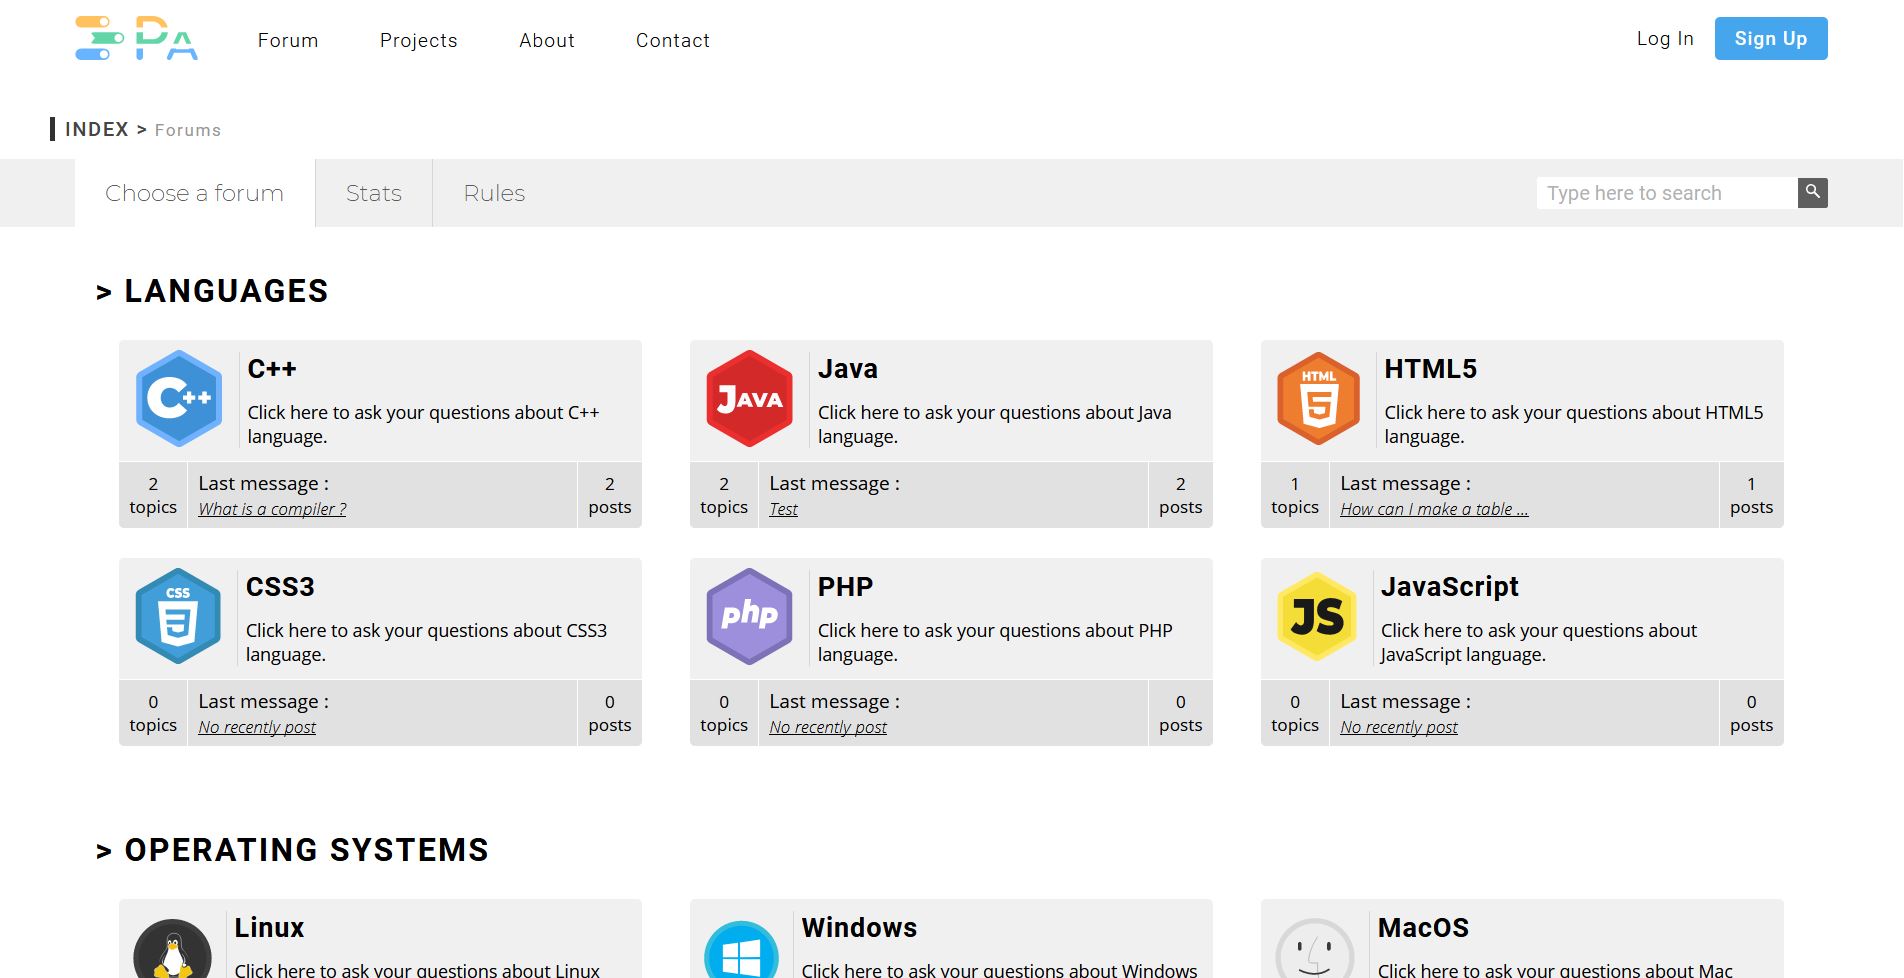 PA
Forum
Projects
About
Contact
Log In
Sign Up
INDEX > Forums
Choose a forum
Stats
Rules
Type here to search
> LANGUAGES
C++
C++
Click here to ask your questions about C++
language.
2
topics
Last message :
What is a compiler ?
2
posts
JAVA
Java
Click here to ask your questions about Java
language.
2
topics
Last message :
Test
2
posts
HTML
5
HTML5
Click here to ask your questions about HTML5
language.
1
topics
Last message :
How can I make a table ...
1
posts
CSS
3
CSS3
Click here to ask your questions about CSS3
language.
0
topics
Last message :
No recently post
0
posts
php
PHP
Click here to ask your questions about PHP
language.
0
topics
Last message :
No recently post
0
posts
JS
JavaScript
Click here to ask your questions about
JavaScript language.
0
topics
Last message :
No recently post
0
posts
> OPERATING SYSTEMS
Linux
Click here to ask your questions about Linux
Windows
Click here to ask your questions about Windows
MacOS
Click here to ask your questions about Mac